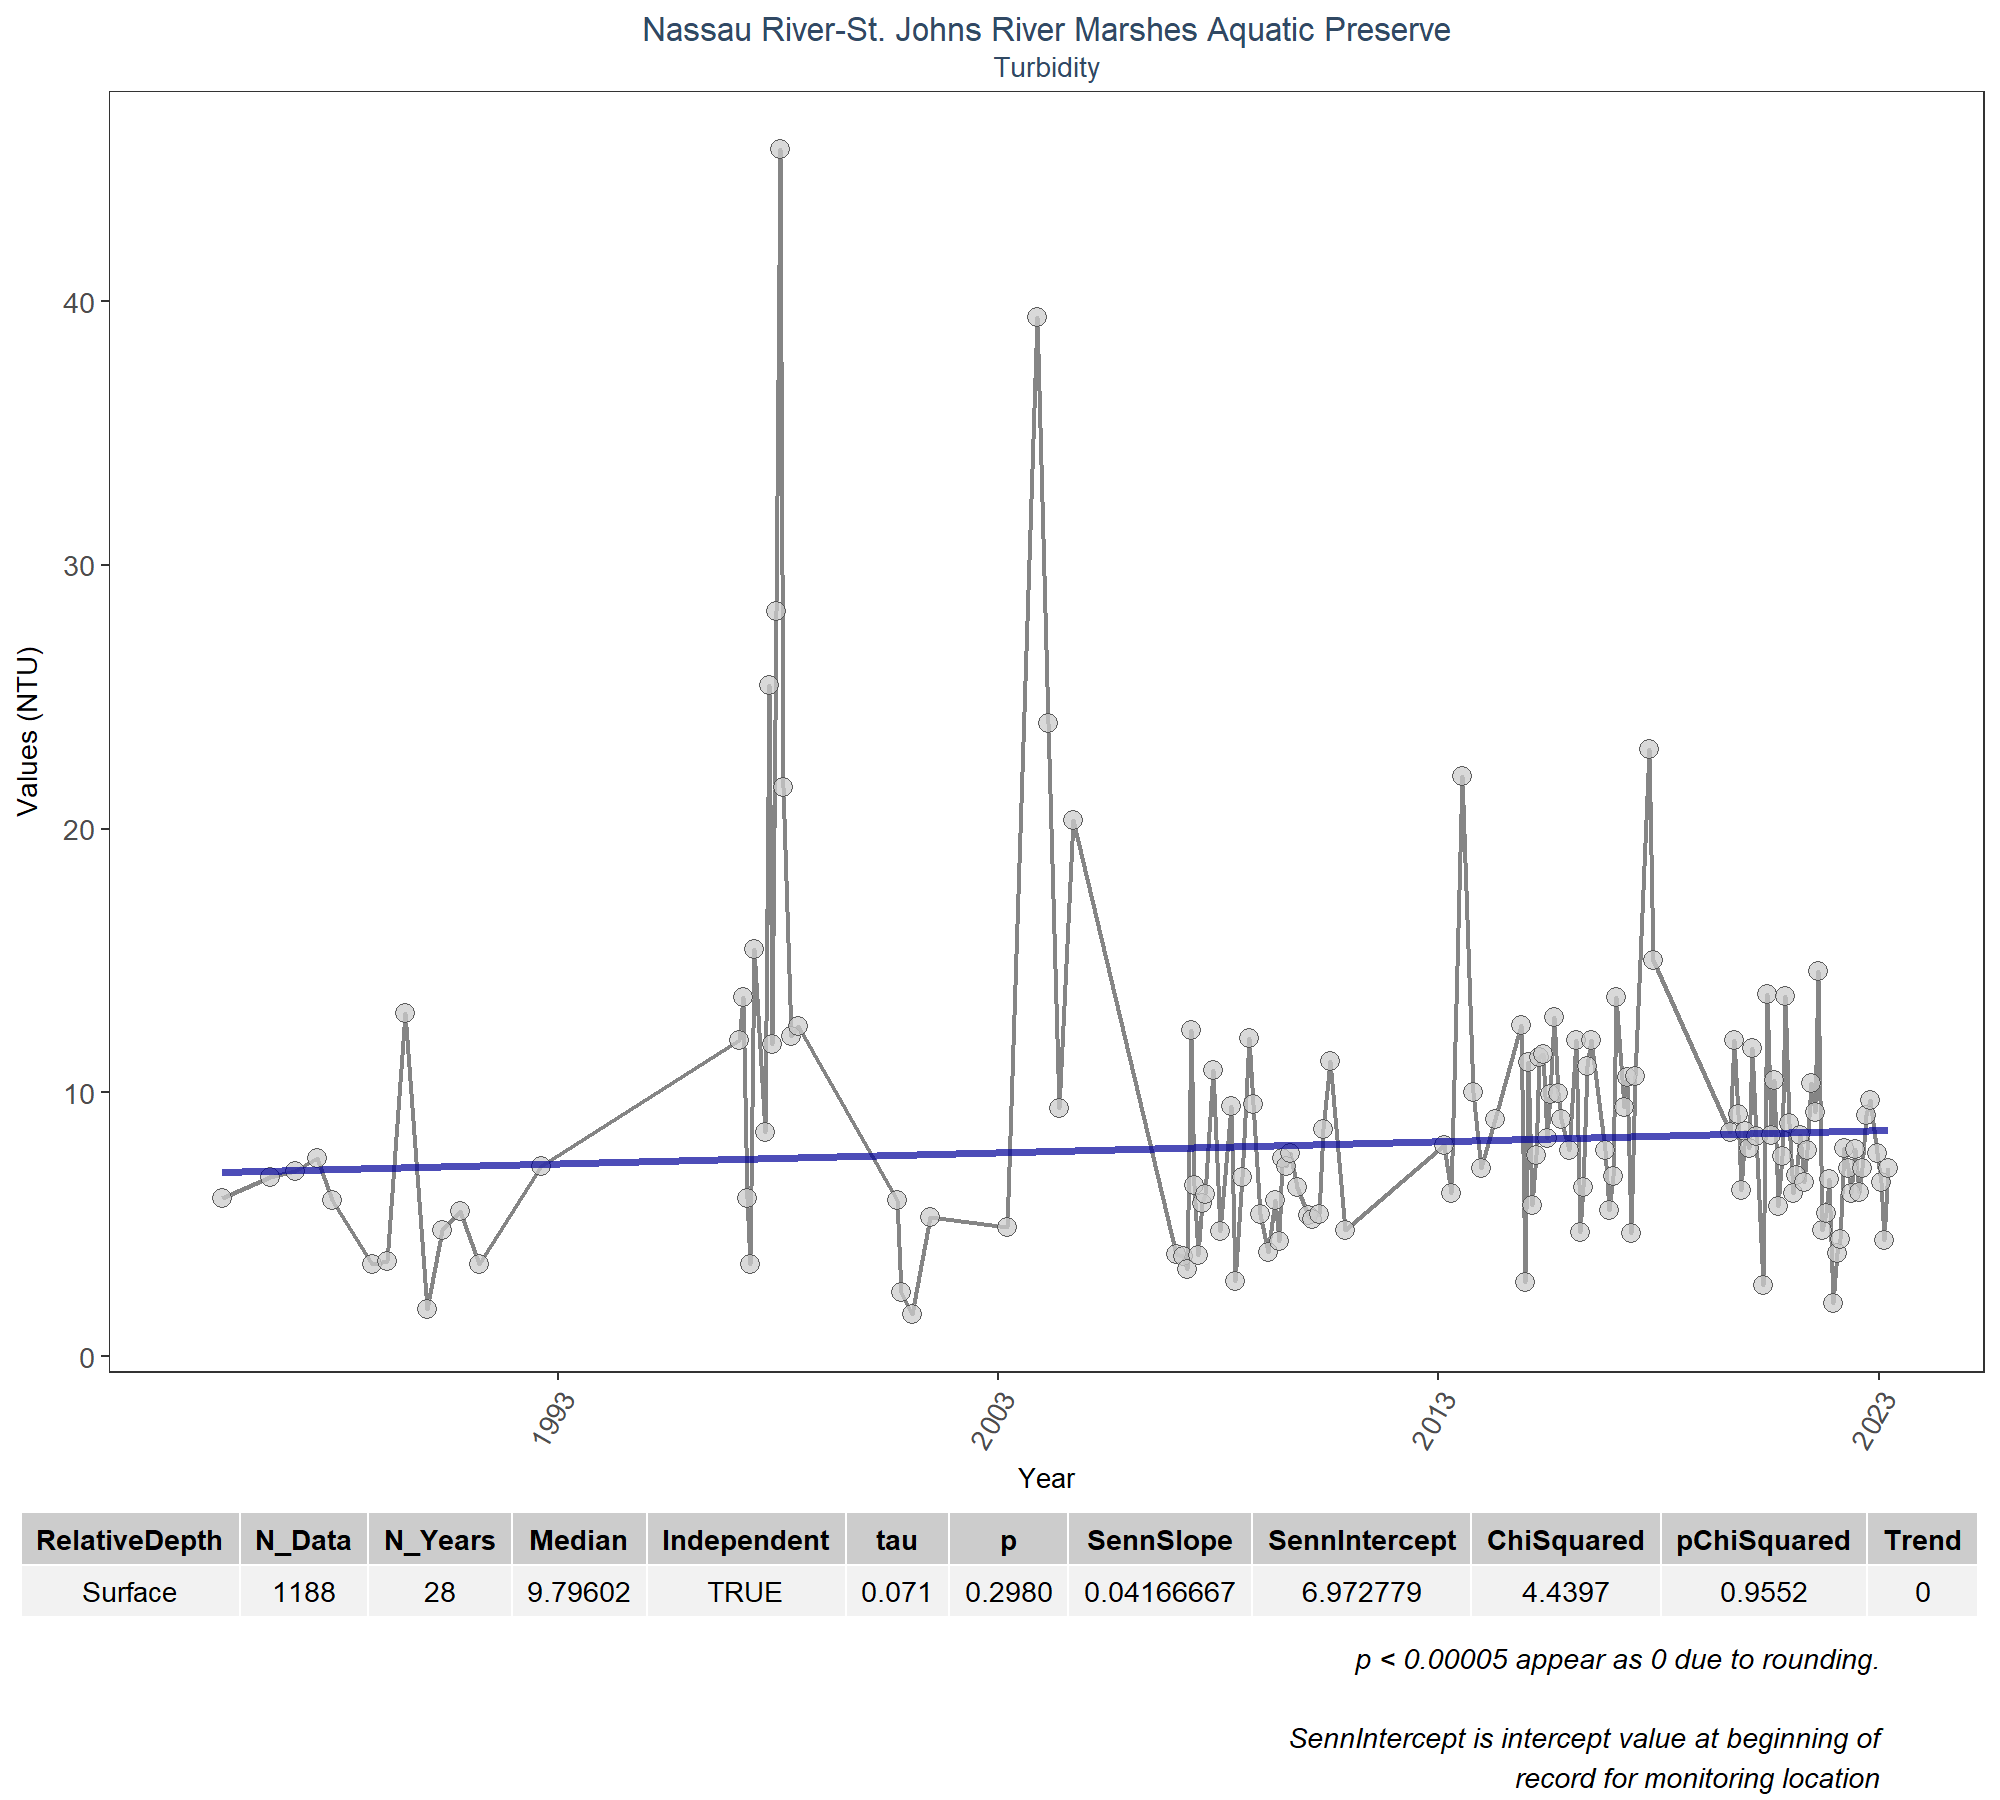 Nassau River-St. Johns River Marshes Aquatic Preserve
Turbidity
40
30
20
10
0
Values (NTU)
1993
2003
2013
2023
Year
RelativeDepth N_Data N_Years Median Independent tau p SennSlope SennIntercept ChiSquared pChiSquared Trend
Surface 1188 28 9.79602 TRUE 0.071 0.2980 0.04166667 6.972779 4.4397 0.9552 0
p < 0.00005 appear as 0 due to rounding.
SennIntercept is intercept value at beginning of
record for monitoring location